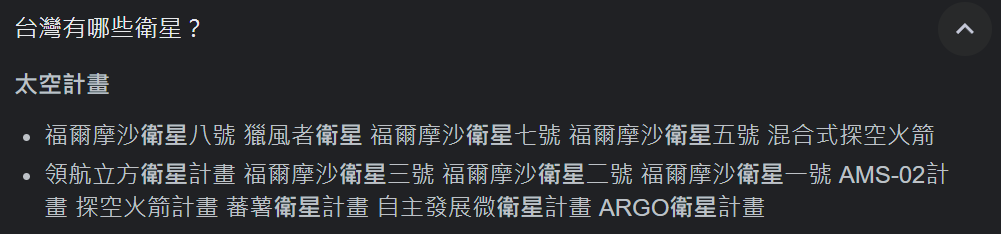 台灣有哪些衛星？
太空計畫
• 福爾摩沙衛星八號 獵風者衛星 福爾摩沙衛星七號 福爾摩沙衛星五號 混合式探空火箭
• 領航立方衛星計畫 福爾摩沙衛星三號 福爾摩沙衛星二號 福爾摩沙衛星一號 AMS-02計
畫 探空火箭計畫 蕃薯衛星計畫 自主發展微衛星計畫 ARGO衛星計畫